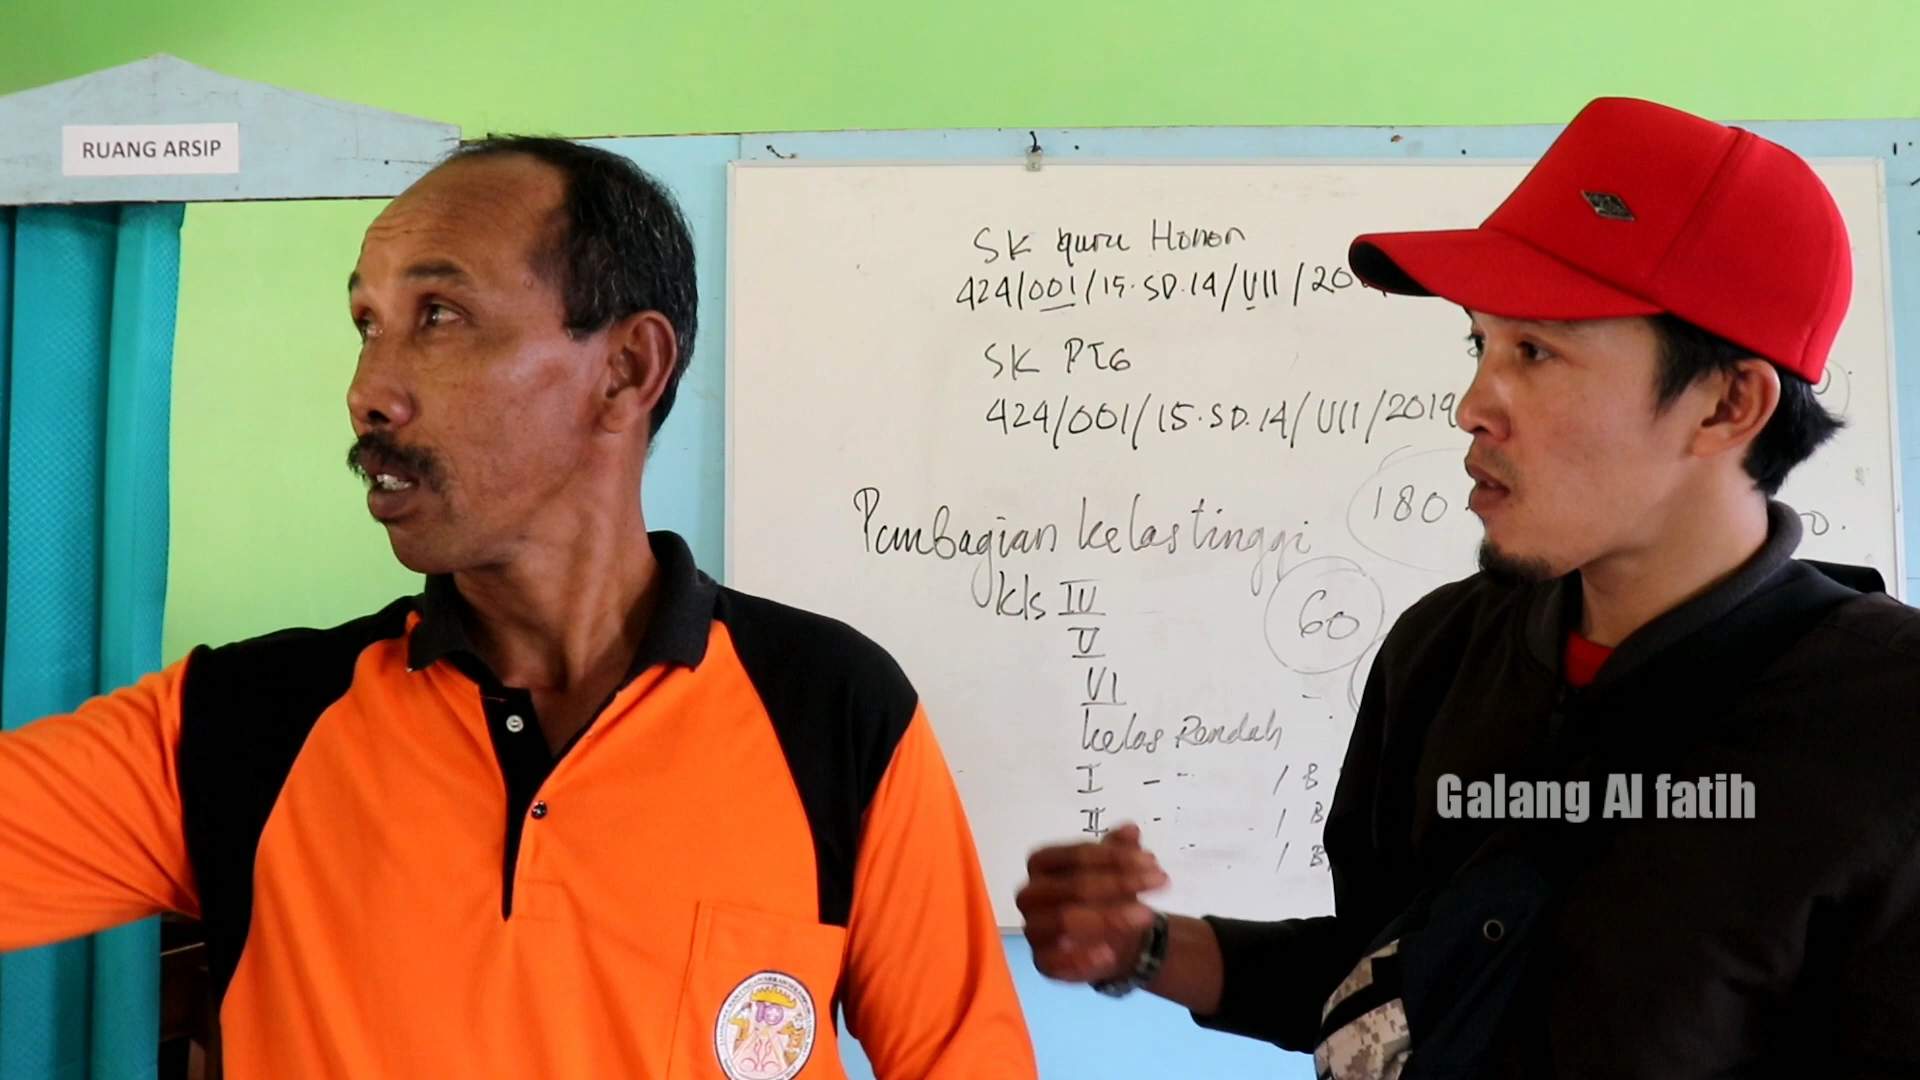 RUANG ARSIP
SK guru Honor
424/001/15.SD.14/VII/20
SK PTG
424/001/15.SD.14/VII/2019
180
Pembagian kelas tinggi
kls IV
60
V
VI
kelas Rendah
I - - / B
II - / B
- / B
Galang Al fatih